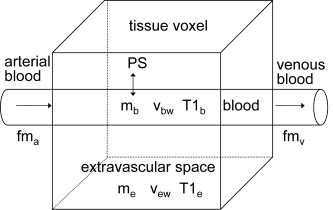 tissue voxel
arterial
blood
PS
venous
blood
m_b v_bw T1_b blood
fm_a
fm_v
extravascular space
m_e v_ew T1_e